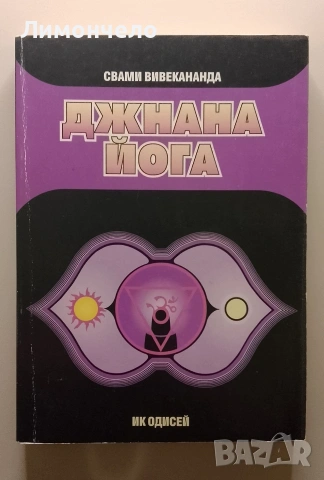 Лимончело
СВАМИ ВИВЕКАНАНДА
ДЖНАНА
ЙОГА
ИК ОДИСЕЙ
BAZAR